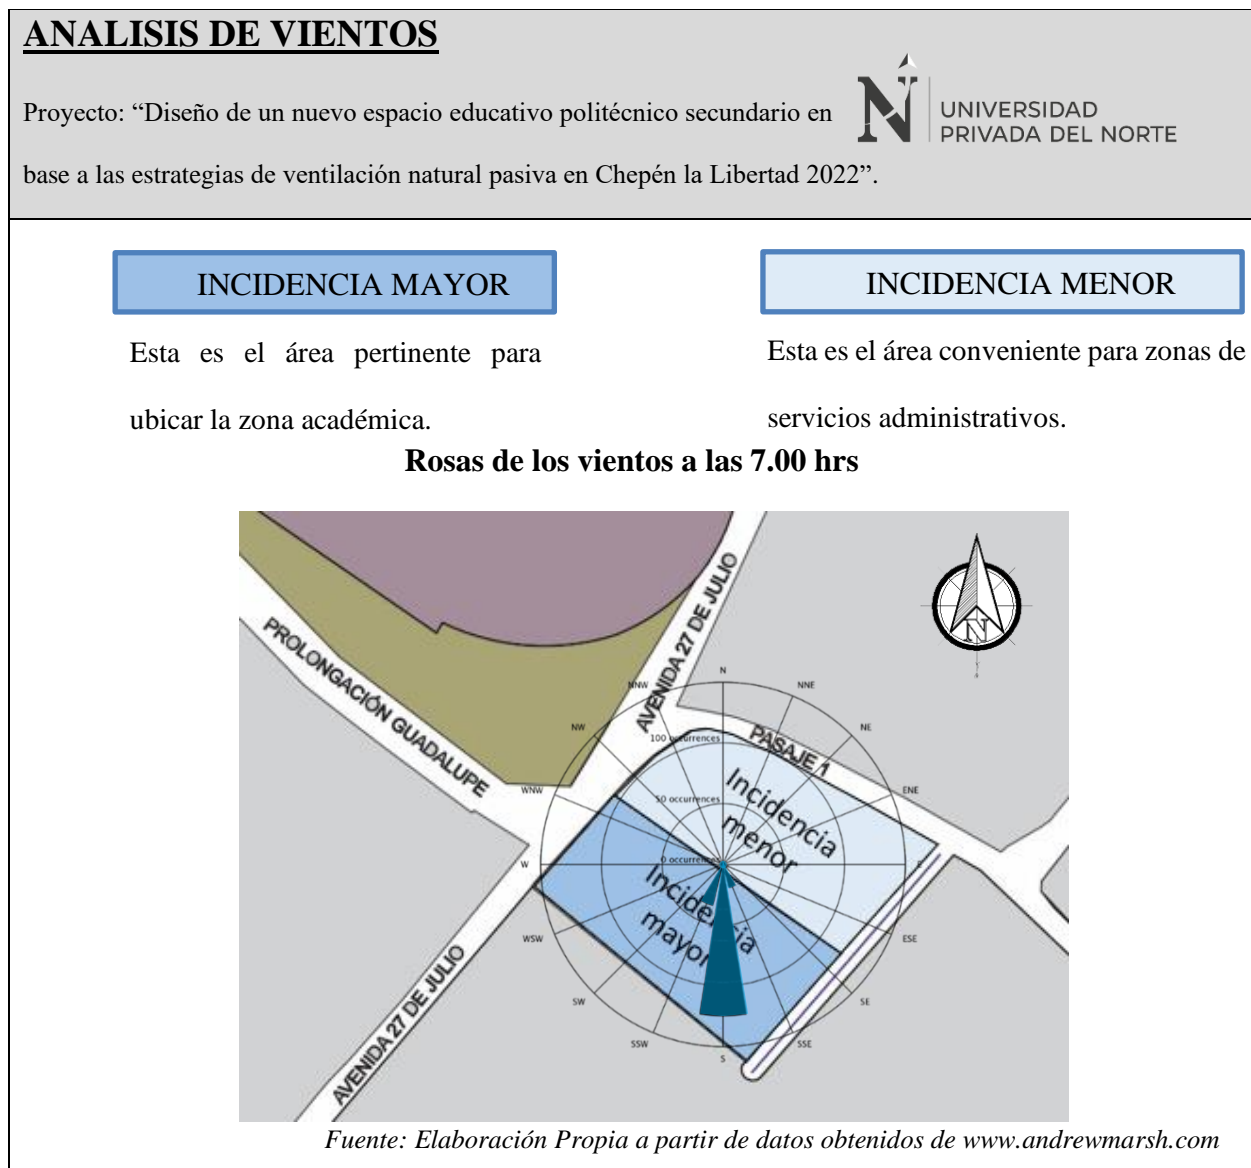 ANALISIS DE VIENTOS
Proyecto: “Diseño de un nuevo espacio educativo politécnico secundario en
base a las estrategias de ventilación natural pasiva en Chepén la Libertad 2022”.
N
UNIVERSIDAD
PRIVADA DEL NORTE
INCIDENCIA MAYOR
Esta es el área pertinente para
ubicar la zona académica.
INCIDENCIA MENOR
Esta es el área conveniente para zonas de
servicios administrativos.
Rosas de los vientos a las 7.00 hrs
N
PROLONGACIÓN GUADALUPE
AVENIDA 27 DE JULIO
PASAJE 1
AVENIDA 27 DE JULIO
N
NNE
NE
ENE
E
ESE
SE
SSE
S
SSW
SW
WSW
W
WNW
NW
NNW
100 occurrences
50 occurrences
0 occurrences
Incidencia
menor
Incidencia
mayor
Fuente: Elaboración Propia a partir de datos obtenidos de www.andrewmarsh.com